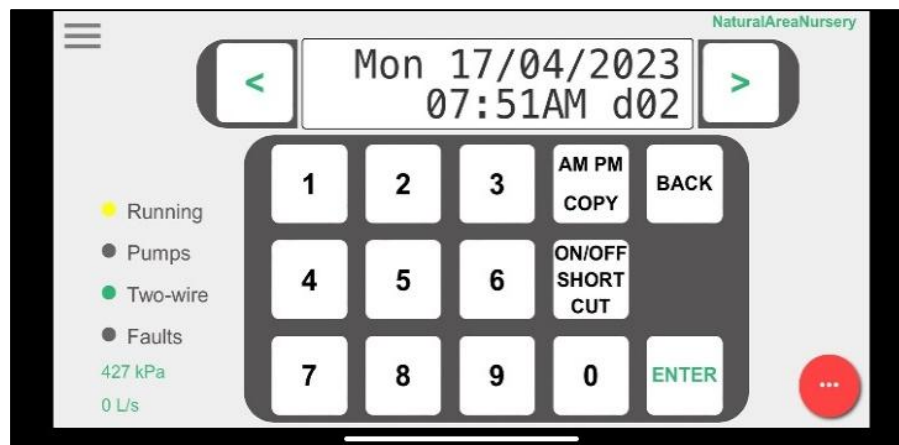 NaturalAreaNursery
<
Mon 17/04/2023
07:51AM d02
>
1
2
3
AM PM
COPY
BACK
4
5
6
ON/OFF
SHORT
CUT
7
8
9
0
ENTER
Running
Pumps
Two-wire
Faults
427 kPa
0 L/s
...